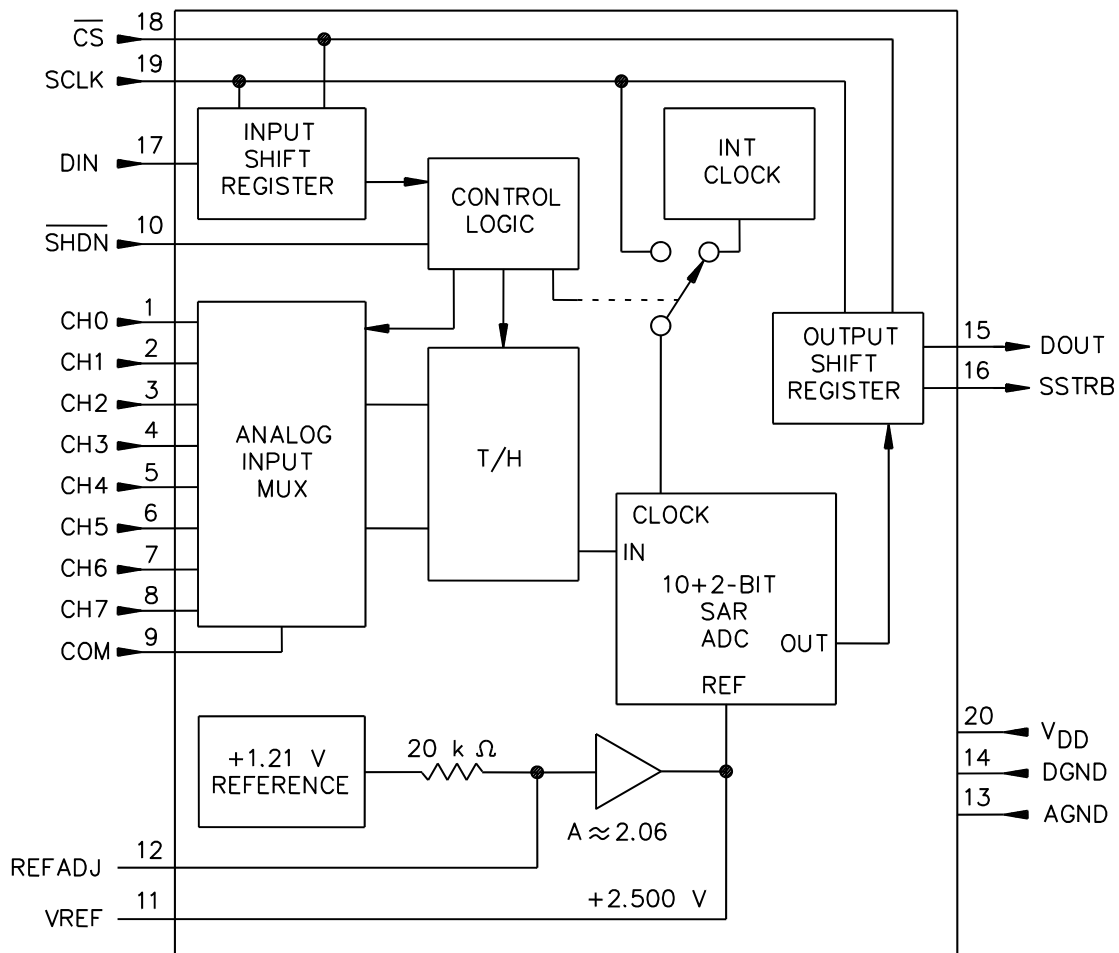 18
C̅S̅
19
SCLK
INPUT
SHIFT
REGISTER
INT
CLOCK
17
DIN
CONTROL
LOGIC
10
S̅H̅D̅N̅
1
CH0
2
CH1
3
CH2
4
CH3
5
CH4
6
CH5
7
CH6
8
CH7
9
COM
ANALOG
INPUT
MUX
T/H
OUTPUT
SHIFT
REGISTER
15
DOUT
16
SSTRB
CLOCK
IN
10+2-BIT
SAR
ADC
OUT
REF
+1.21 V
REFERENCE
20 k Ω
A ≈ 2.06
20
VDD
14
DGND
13
AGND
12
REFADJ
11
VREF
+2.500 V